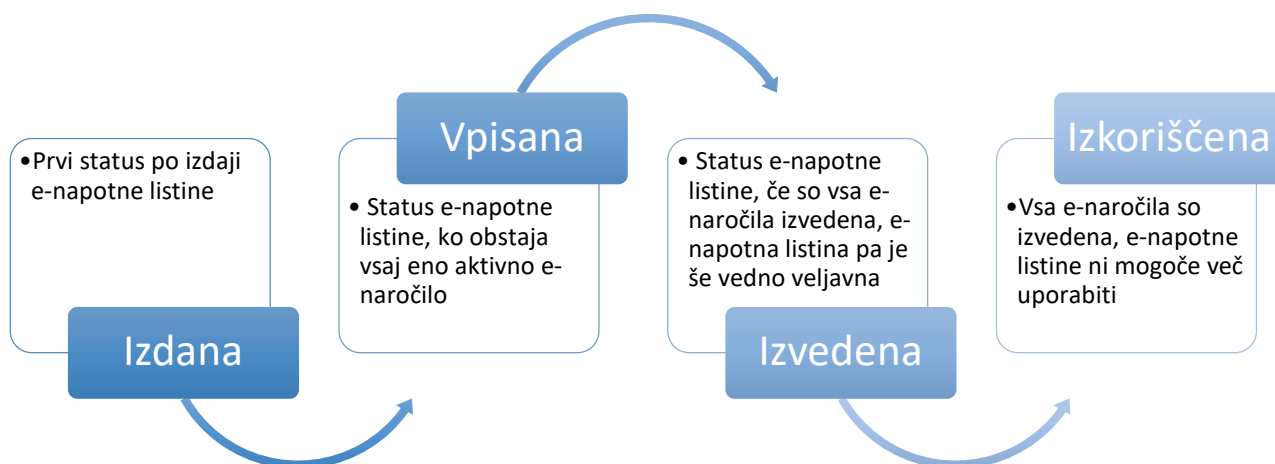 •Prvi status po izdaji
e-napotne listine
Izdana
Vpisana
• Status e-napotne
listine, ko obstaja
vsaj eno aktivno e-
naročilo
• Status e-napotne
listine, če so vsa e-
naročila izvedena, e-
napotna listina pa je
še vedno veljavna
Izvedena
Izkoriščena
•Vsa e-naročila so
izvedena, e-napotne
listine ni mogoče več
uporabiti